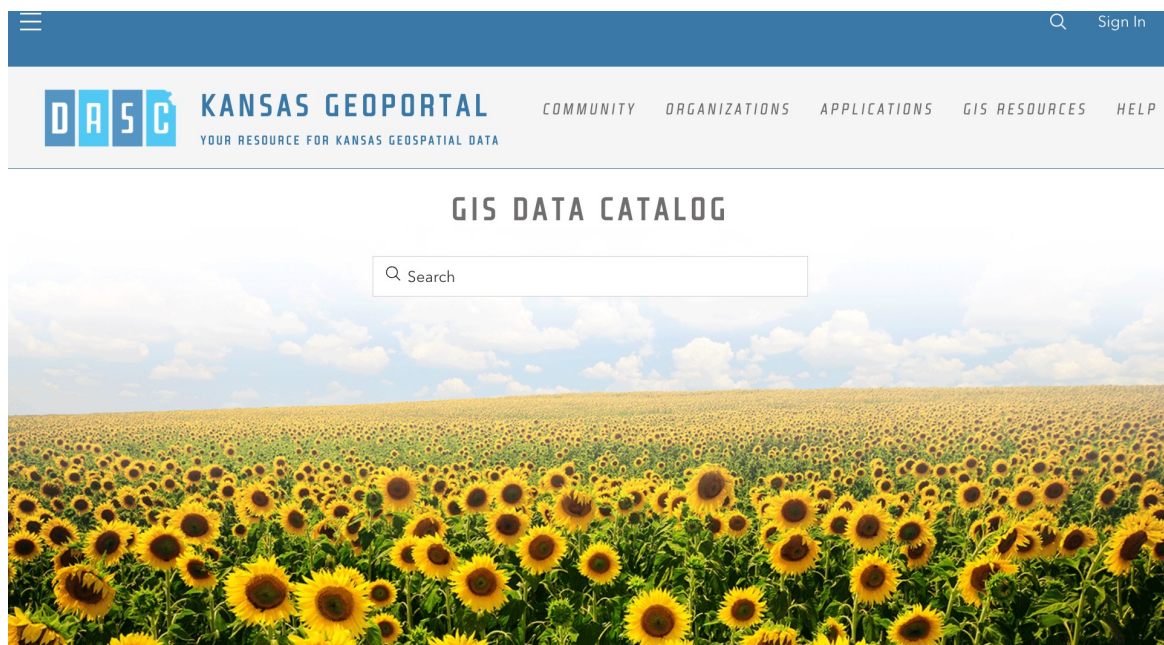 Sign In
DASC
KANSAS GEOPORTAL
YOUR RESOURCE FOR KANSAS GEOSPATIAL DATA
COMMUNITY ORGANIZATIONS APPLICATIONS GIS RESOURCES HELP
GIS DATA CATALOG
Search